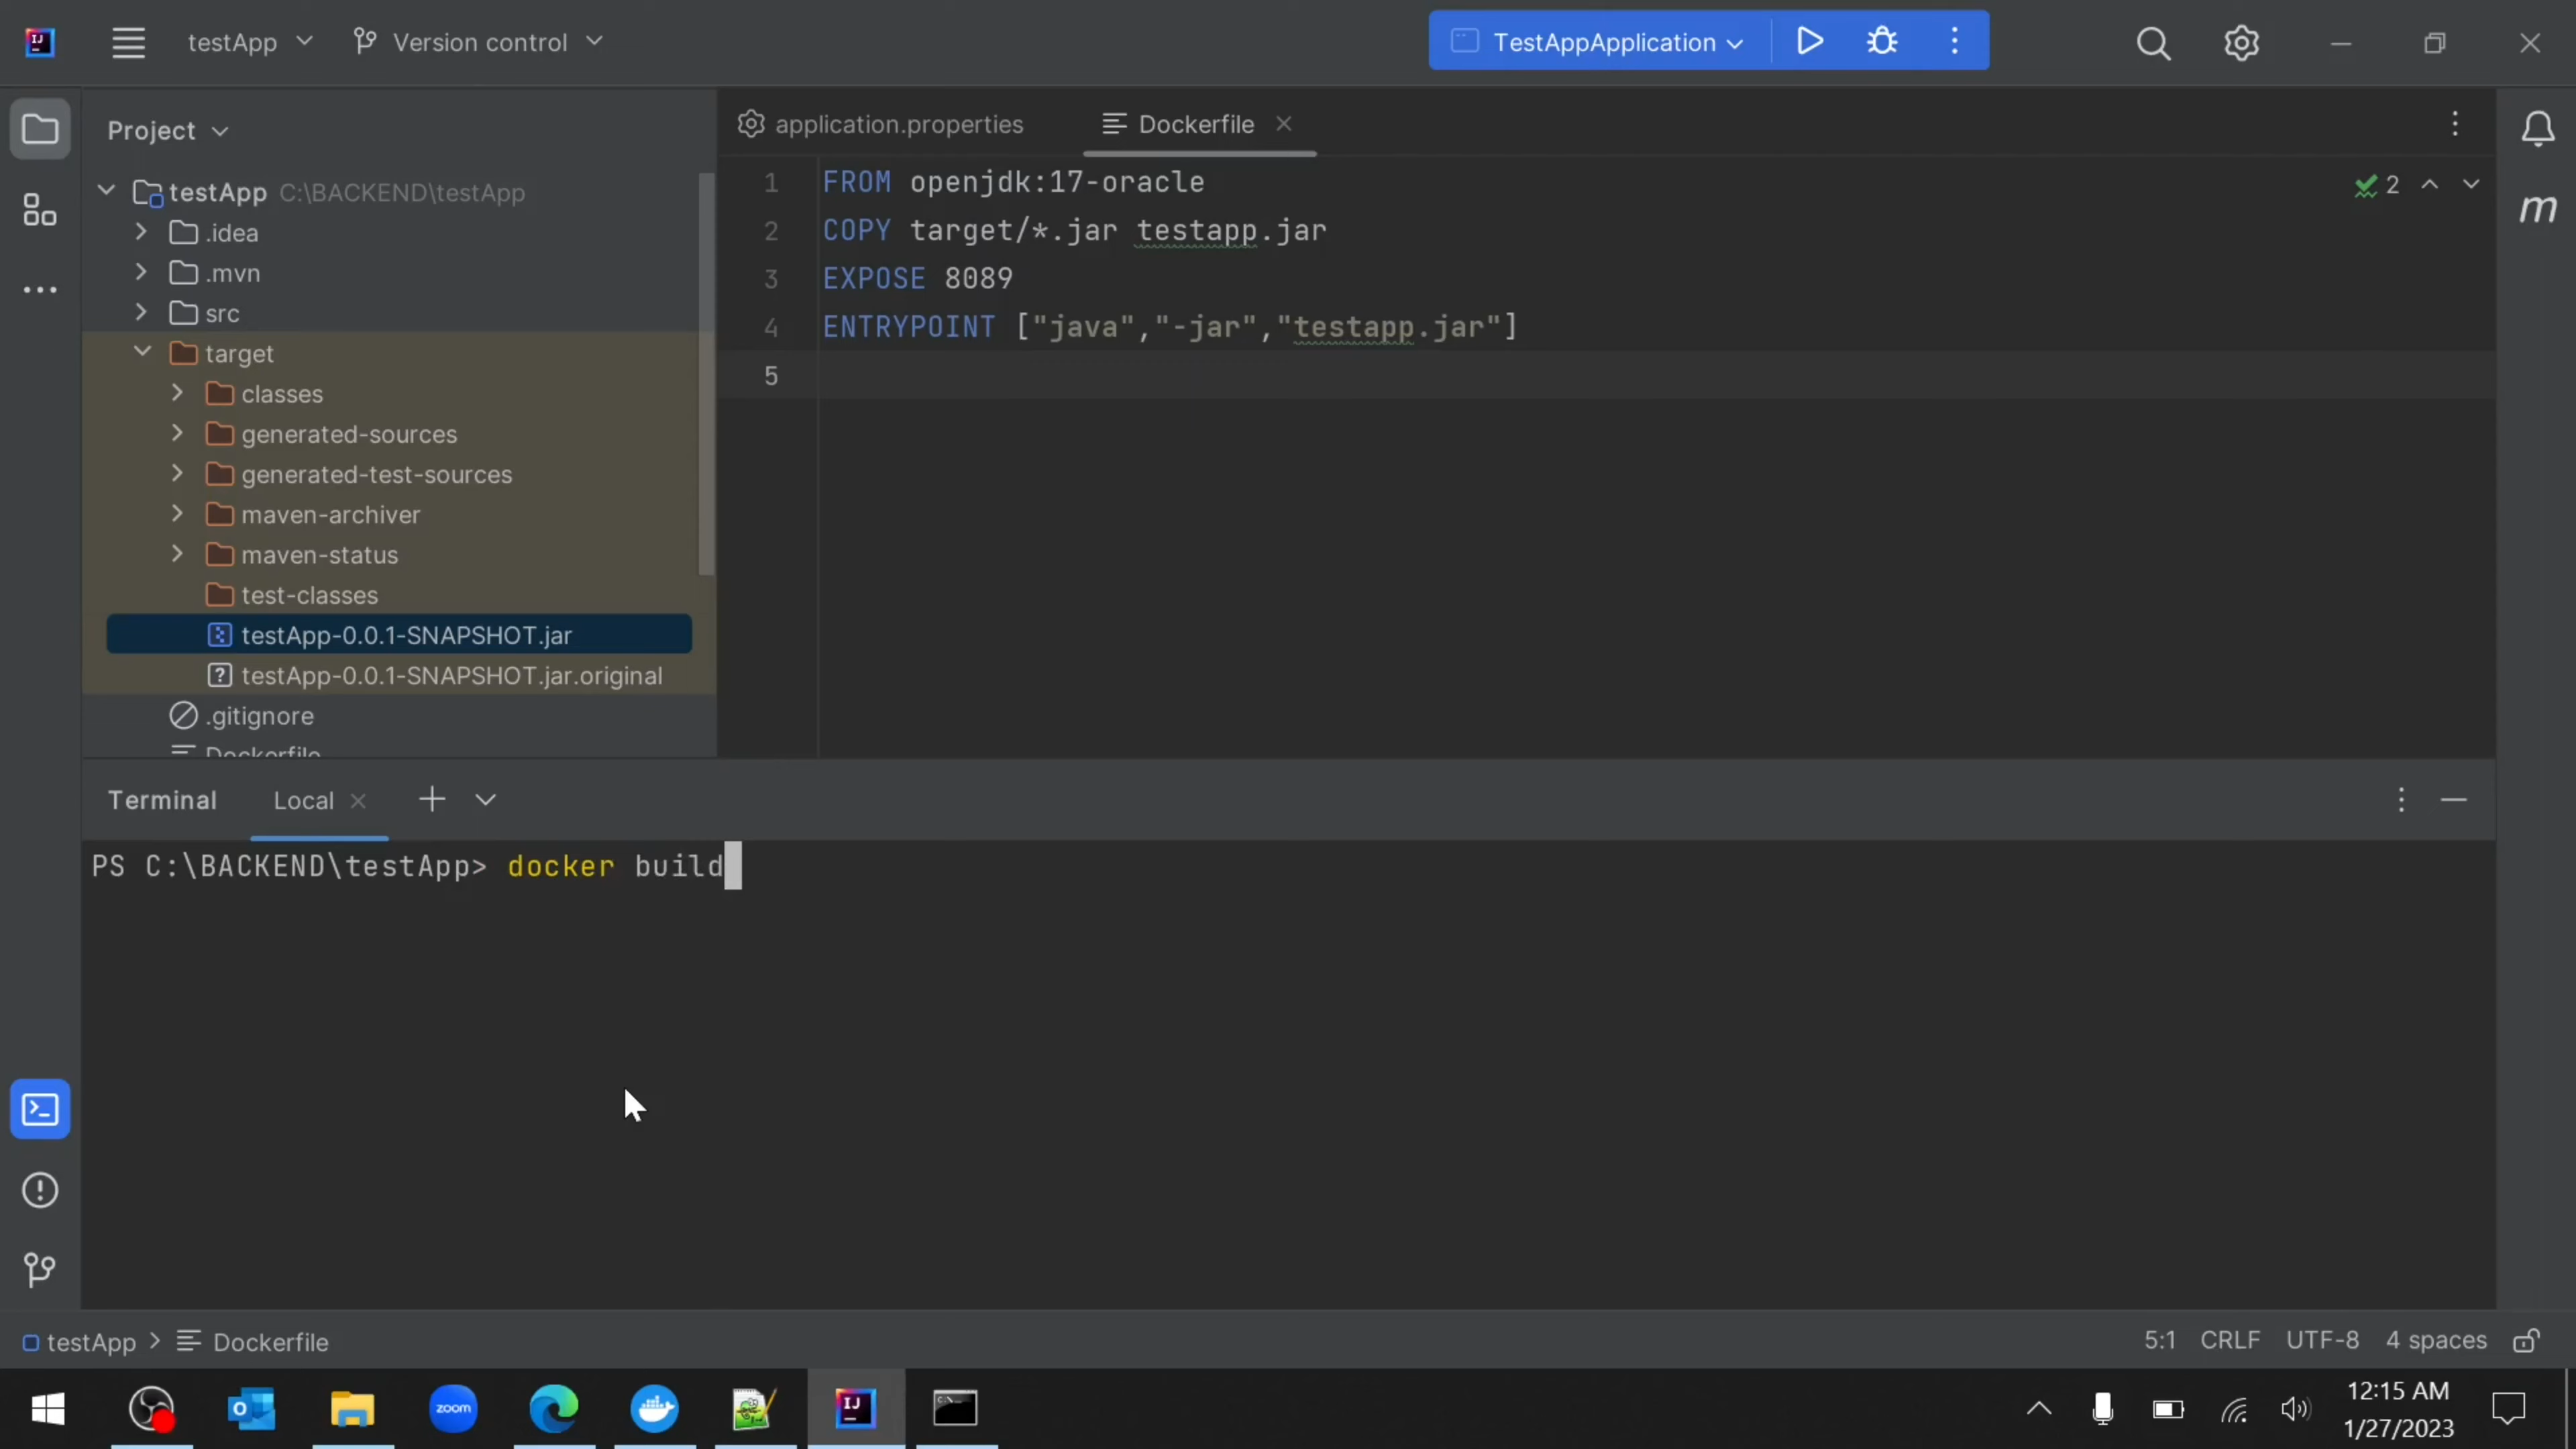 testApp Version control TestAppApplication
Project
application.properties Dockerfile
testApp C:\BACKEND\testApp
.idea
.mvn
src
target
classes
generated-sources
generated-test-sources
maven-archiver
maven-status
test-classes
testApp-0.0.1-SNAPSHOT.jar
testApp-0.0.1-SNAPSHOT.jar.original
.gitignore
Dockerfile
1 FROM openjdk:17-oracle
2 COPY target/*.jar testapp.jar
3 EXPOSE 8089
4 ENTRYPOINT ["java","-jar","testapp.jar"]
5
2
m
Terminal Local
PS C:\BACKEND\testApp> docker build
testApp > Dockerfile
5:1 CRLF UTF-8 4 spaces
zoom
12:15 AM
1/27/2023